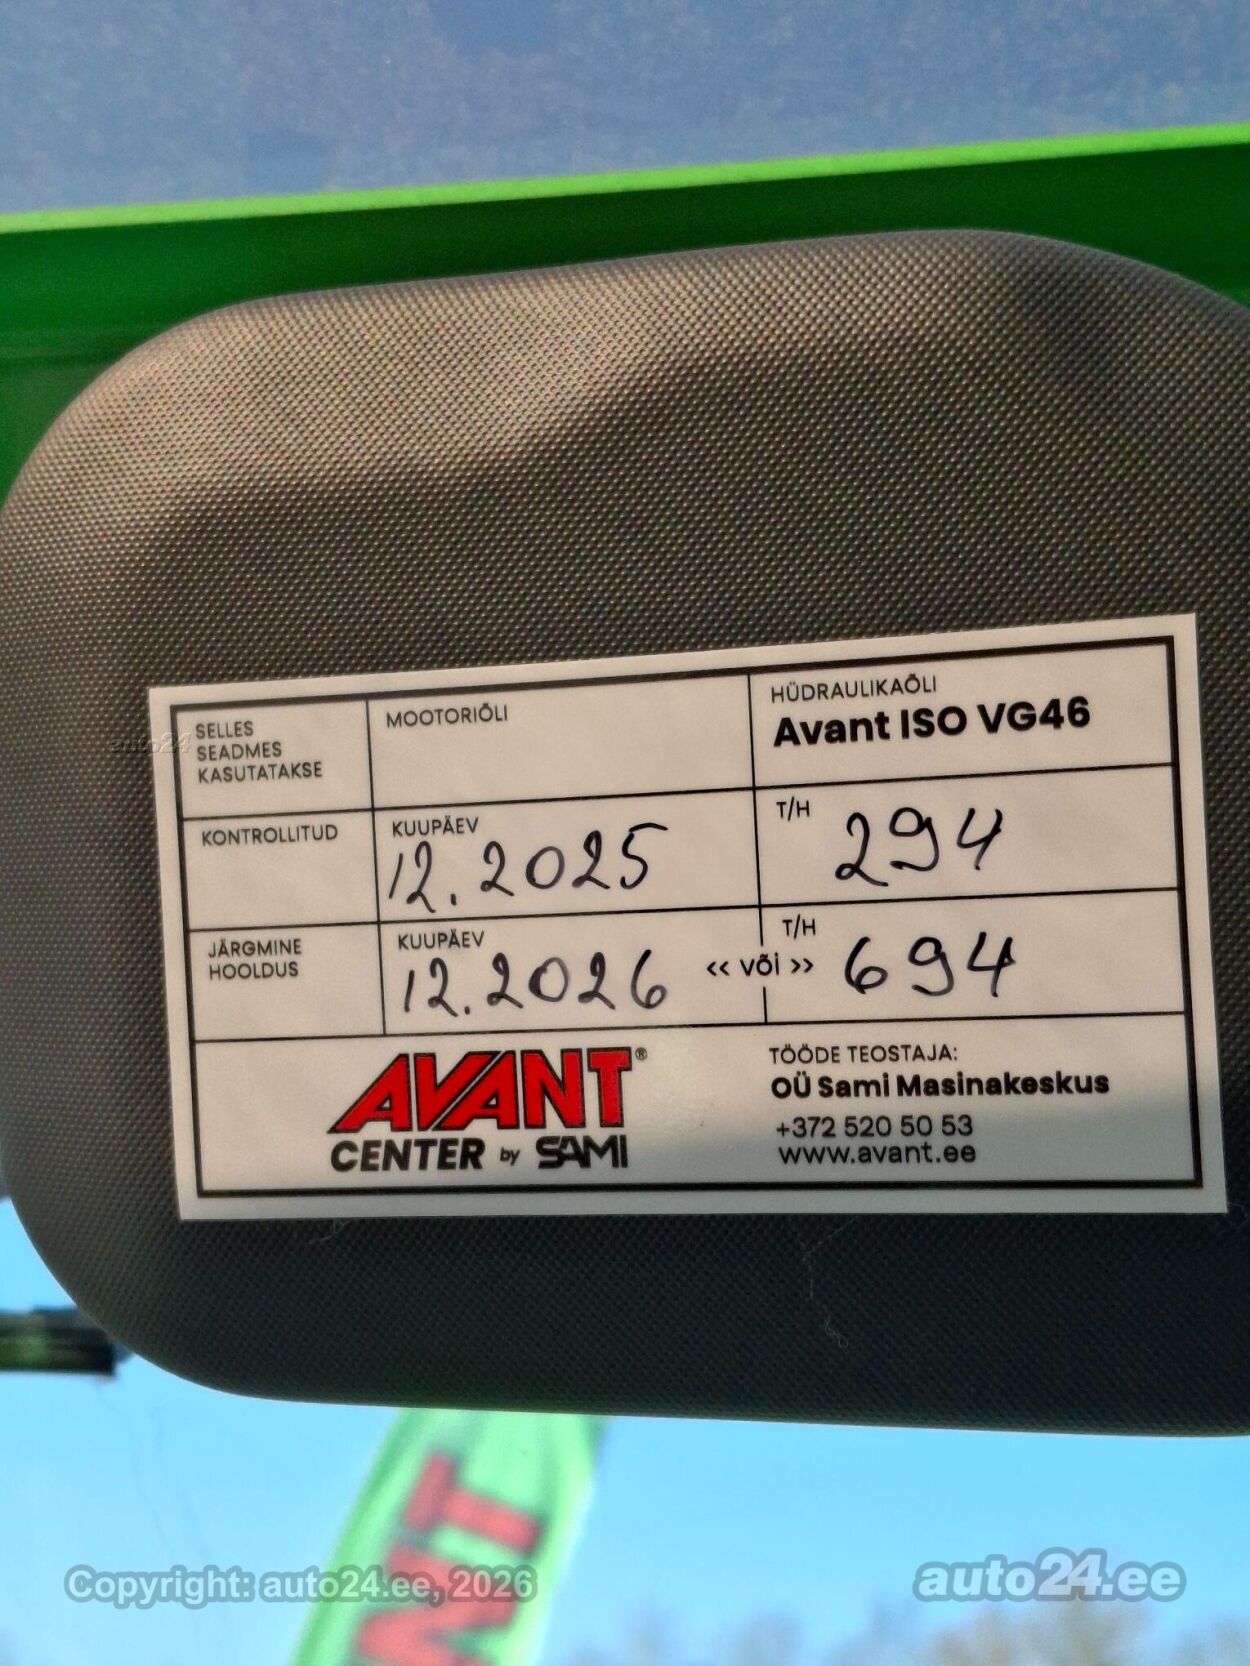 SELLES
SEADMES
KASUTATAKSE
MOOTORIÕLI
HÜDRAULIKAÕLI
Avant ISO VG46
KONTROLLITUD
KUUPÄEV
12.2025
T/H
294
JÄRGMINE
HOOLDUS
KUUPÄEV
12.2026
<< või >>
T/H
694
AVANT®
CENTER by SAMI
TÖÖDE TEOSTAJA:
OÜ Sami Masinakeskus
+372 520 50 53
www.avant.ee
auto24
NT
Copyright: auto24.ee, 2026
auto24.ee